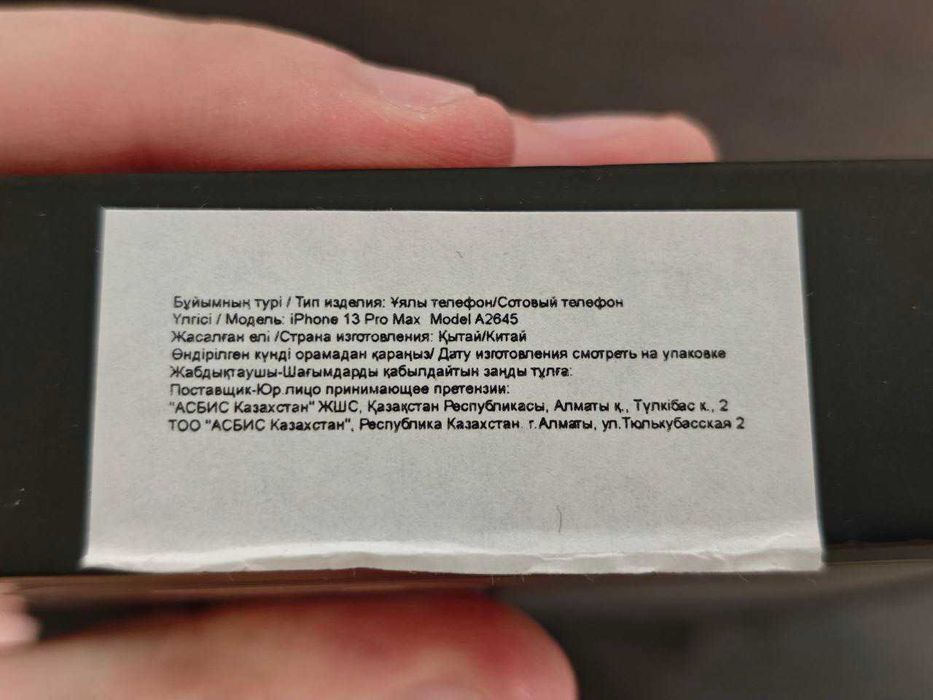 Бұйымның түрі / Тип изделия: Ұялы телефон/Сотовый телефон
Үлгісі / Модель: iPhone 13 Pro Max Model A2645
Жасалған елі /Страна изготовления: Қытай/Китай
Өндірілген күнді орамадан қараңыз/ Дату изготовления смотреть на упаковке
Жабдықтаушы-Шағымдарды қабылдайтын заңды тұлға:
Поставщик-Юр.лицо принимающее претензии:
"АСБИС Казахстан" ЖШС, Қазақстан Республикасы, Алматы қ., Түлкібас к., 2
ТОО "АСБИС Казахстан", Республика Казахстан. г.Алматы, ул.Тюлькубасская 2